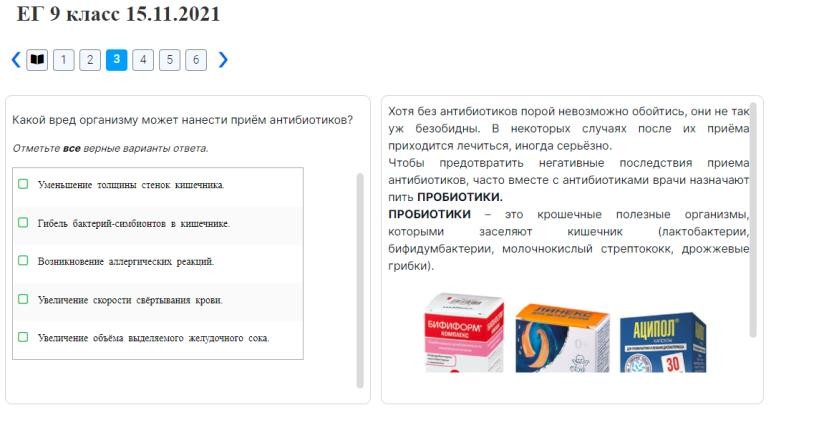 ЕГ 9 класс 15.11.2021
1 2 3 4 5 6
Какой вред организму может нанести приём антибиотиков?
Отметьте все верные варианты ответа.
Уменьшение толщины стенок кишечника.
Гибель бактерий-симбионтов в кишечнике.
Возникновение аллергических реакций.
Увеличение скорости свёртывания крови.
Увеличение объёма выделяемого желудочного сока.
Хотя без антибиотиков порой невозможно обойтись, они не так
уж безобидны. В некоторых случаях после их приёма
приходится лечиться, иногда серьёзно.
Чтобы предотвратить негативные последствия приема
антибиотиков, часто вместе с антибиотиками врачи назначают
пить ПРОБИОТИКИ.
ПРОБИОТИКИ – это крошечные полезные организмы,
которыми заселяют кишечник (лактобактерии,
бифидумбактерии, молочнокислый стрептококк, дрожжевые
грибки).
БИФИФОРМ
КОМПЛЕКС
ЛИНЕКС
0+
АЦИПОЛ
КАПСУЛЫ
30